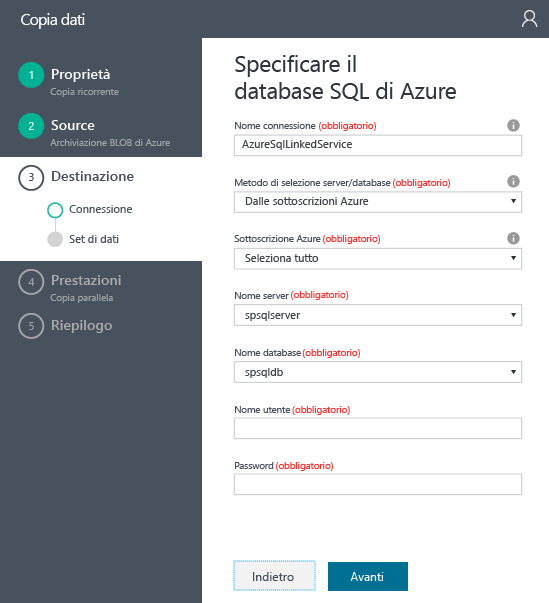 Copia dati
1 Proprietà
Copia ricorrente
2 Source
Archiviazione BLOB di Azure
3 Destinazione
Connessione
Set di dati
4 Prestazioni
Copia parallela
5 Riepilogo
Specificare il
database SQL di Azure
Nome connessione (obbligatorio)
AzureSqlLinkedService
Metodo di selezione server/database (obbligatorio)
Dalle sottoscrizioni Azure
Sottoscrizione Azure (obbligatorio)
Seleziona tutto
Nome server (obbligatorio)
spsqlserver
Nome database (obbligatorio)
spsqldb
Nome utente (obbligatorio)
Password (obbligatorio)
Indietro
Avanti